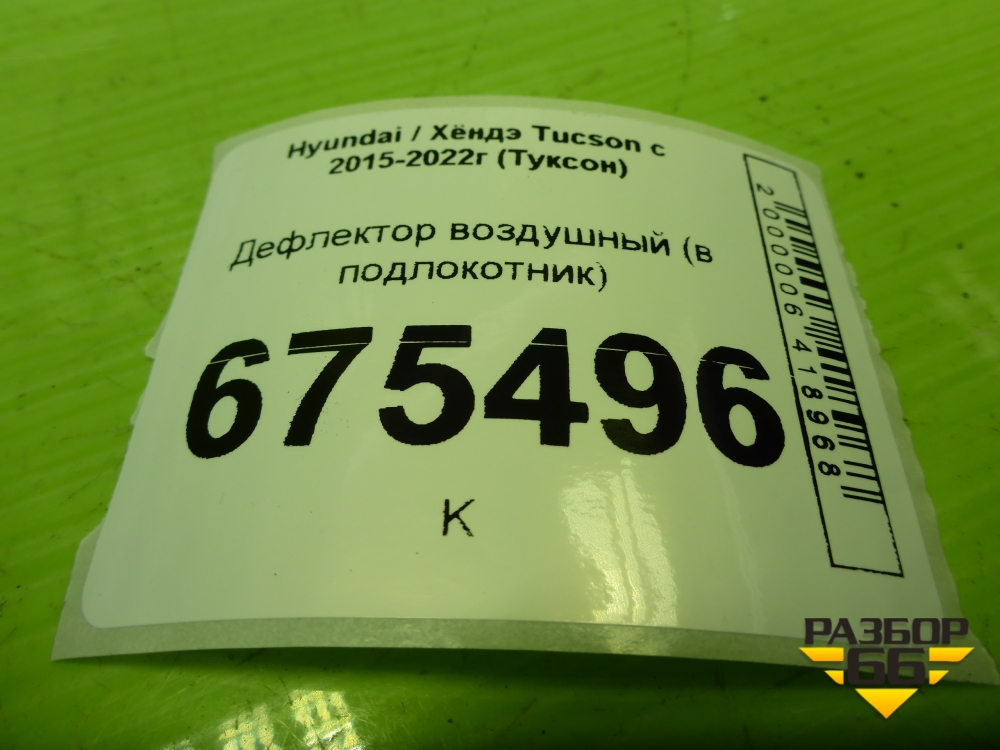 Hyundai / Хёндэ Tucson с
2015-2022г (Туксон)
Дефлектор воздушный (в
подлокотник)
675496
К
2000006418968
РАЗБОР
66